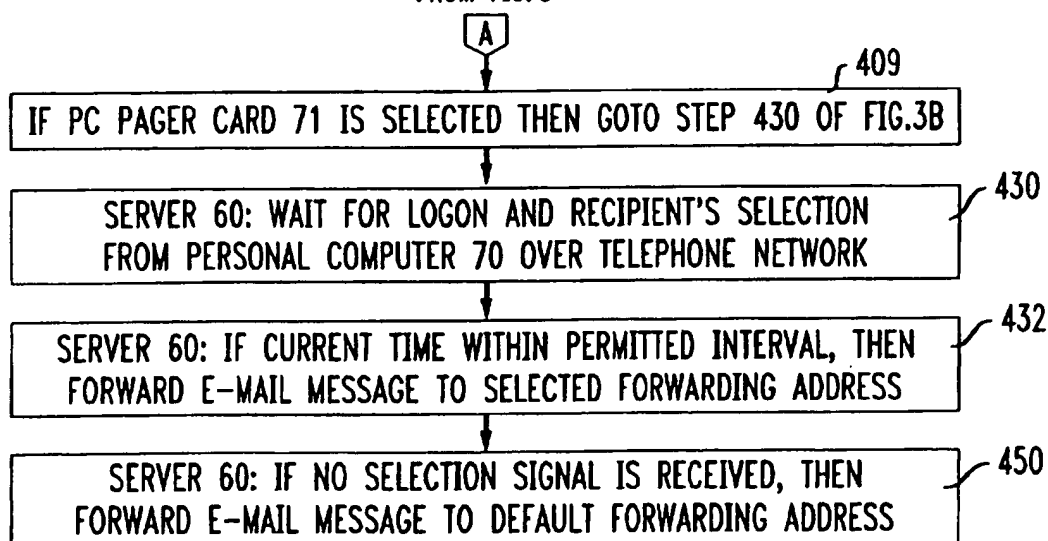 A
409
IF PC PAGER CARD 71 IS SELECTED THEN GOTO STEP 430 OF FIG.3B
430
SERVER 60: WAIT FOR LOGON AND RECIPIENT'S SELECTION
FROM PERSONAL COMPUTER 70 OVER TELEPHONE NETWORK
432
SERVER 60: IF CURRENT TIME WITHIN PERMITTED INTERVAL, THEN
FORWARD E-MAIL MESSAGE TO SELECTED FORWARDING ADDRESS
450
SERVER 60: IF NO SELECTION SIGNAL IS RECEIVED, THEN
FORWARD E-MAIL MESSAGE TO DEFAULT FORWARDING ADDRESS